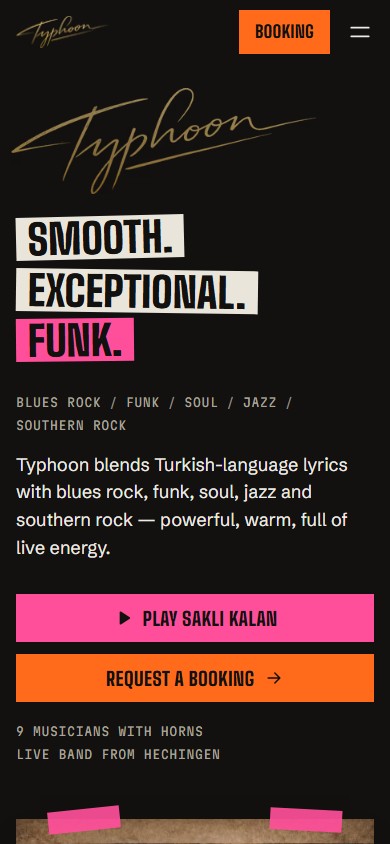 Typhoon
BOOKING
Typhoon
SMOOTH.
EXCEPTIONAL.
FUNK.
BLUES ROCK / FUNK / SOUL / JAZZ /
SOUTHERN ROCK
Typhoon blends Turkish-language lyrics
with blues rock, funk, soul, jazz and
southern rock — powerful, warm, full of
live energy.
PLAY SAKLI KALAN
REQUEST A BOOKING →
9 MUSICIANS WITH HORNS
LIVE BAND FROM HECHINGEN